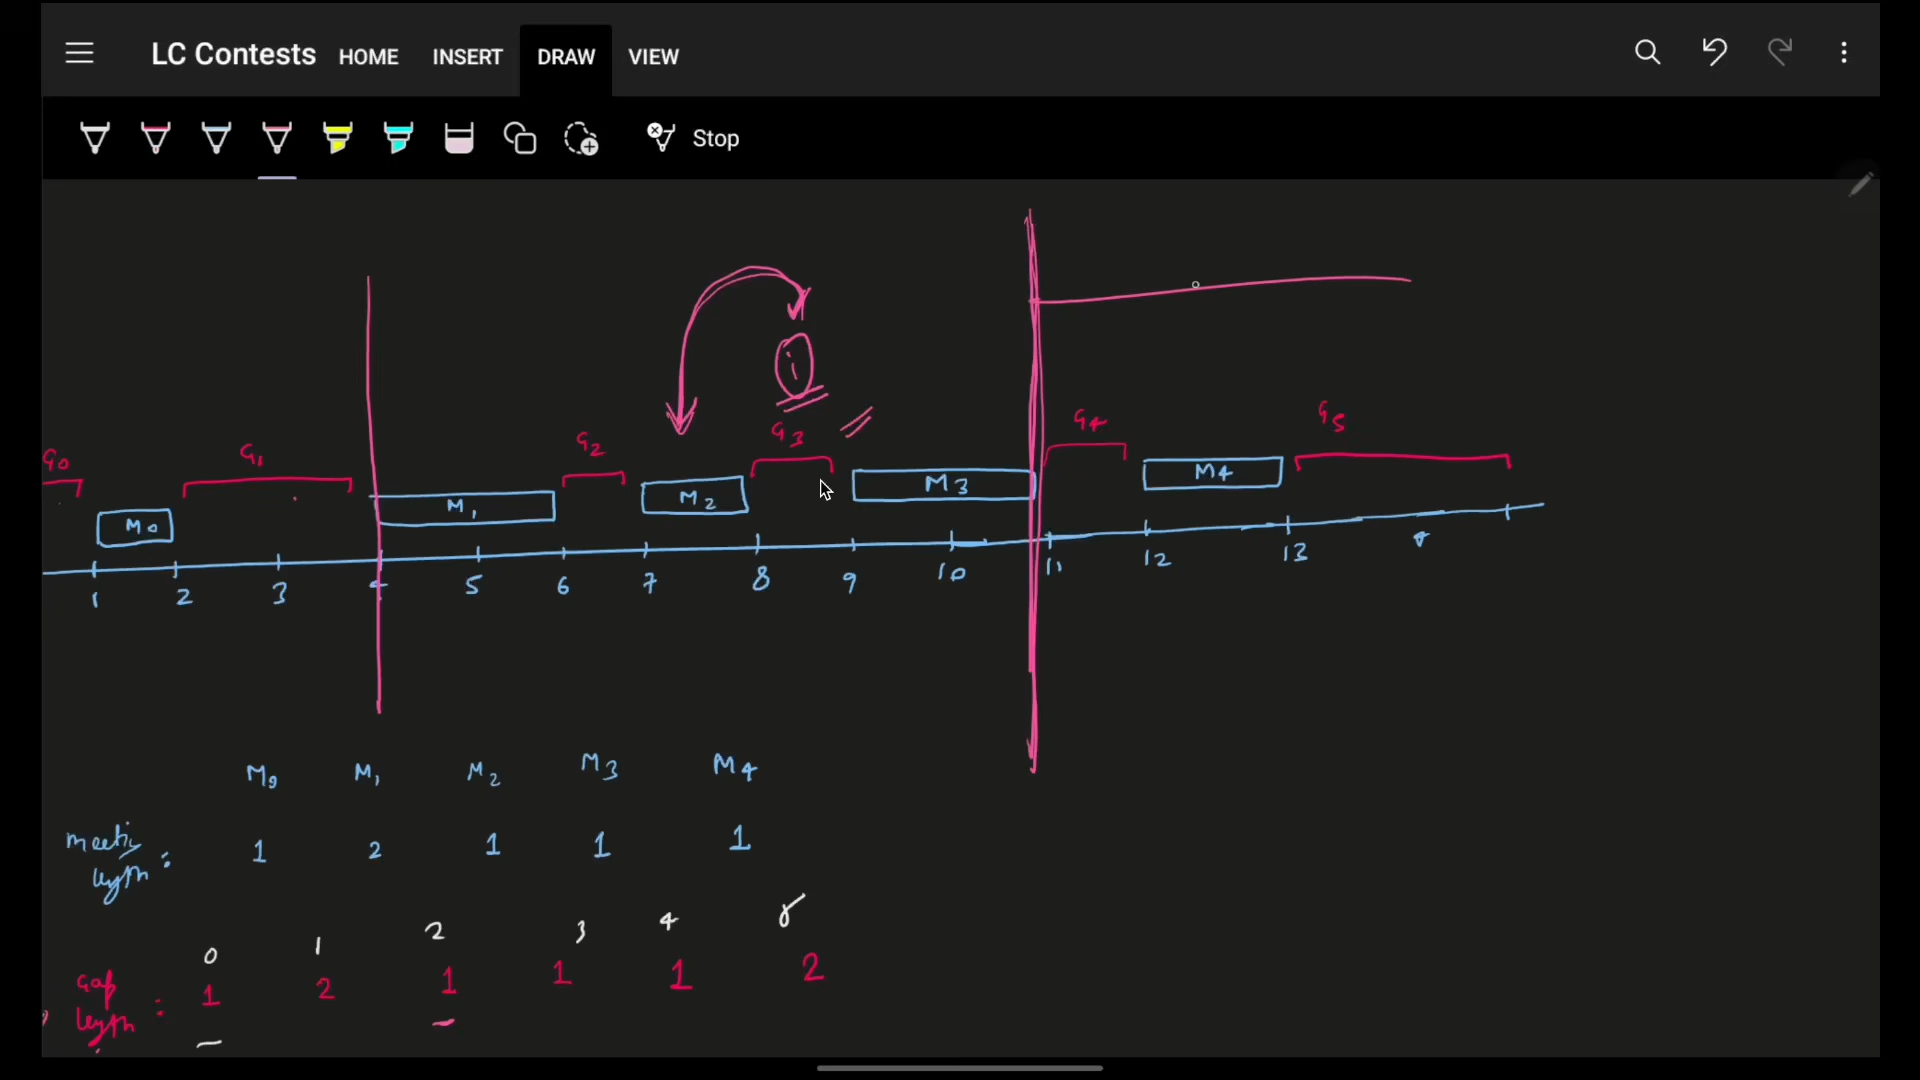 LC Contests HOME INSERT DRAW VIEW
Stop
i
G0 G1 G2 G3 G4 G5
M0 M1 M2 M3 M4
1 2 3 4 5 6 7 8 9 10 11 12 13
M0 M1 M2 M3 M4
meeting length : 1 2 1 1 1
0 1 2 3 4
Gap length : 1 2 1 1 1 2